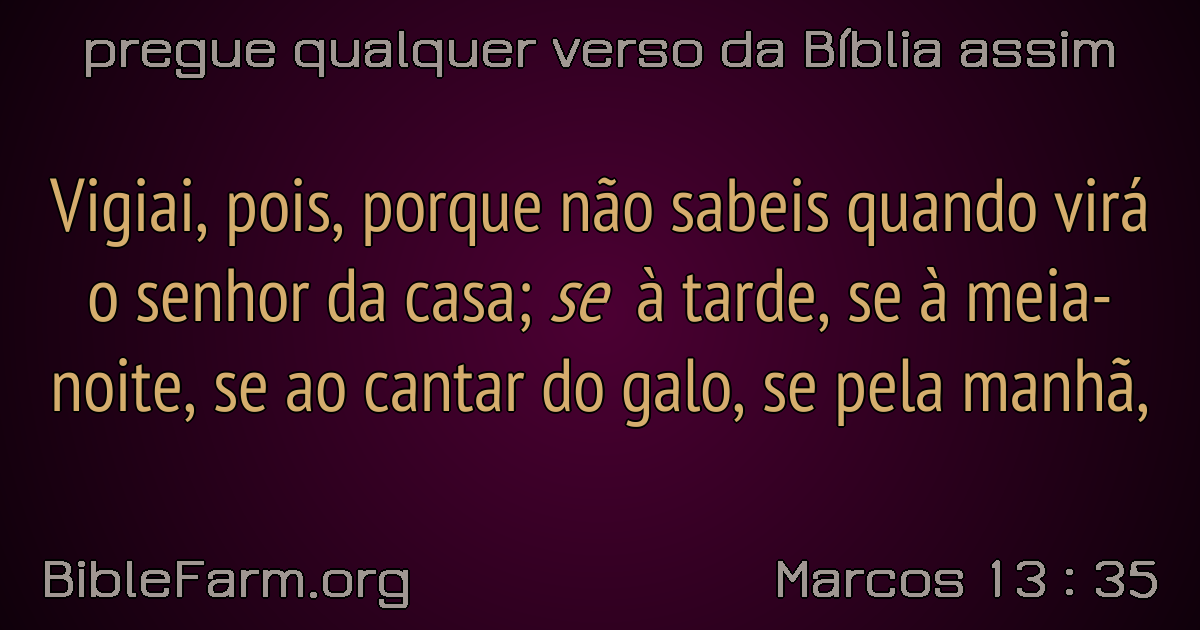 pregue qualquer verso da Bíblia assim
Vigiai, pois, porque não sabeis quando virá
o senhor da casa; se à tarde, se à meia-
noite, se ao cantar do galo, se pela manhã,
BibleFarm.org
Marcos 13 : 35